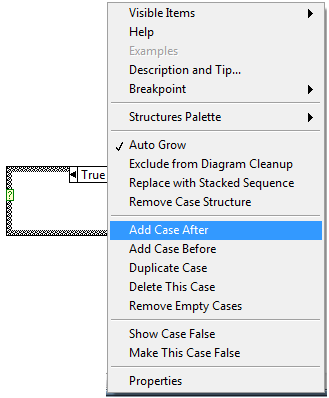 Visible Items
Help
Examples
Description and Tip...
Breakpoint
Structures Palette
Auto Grow
Exclude from Diagram Cleanup
Replace with Stacked Sequence
Remove Case Structure
Add Case After
Add Case Before
Duplicate Case
Delete This Case
Remove Empty Cases
Show Case False
Make This Case False
Properties
True
?